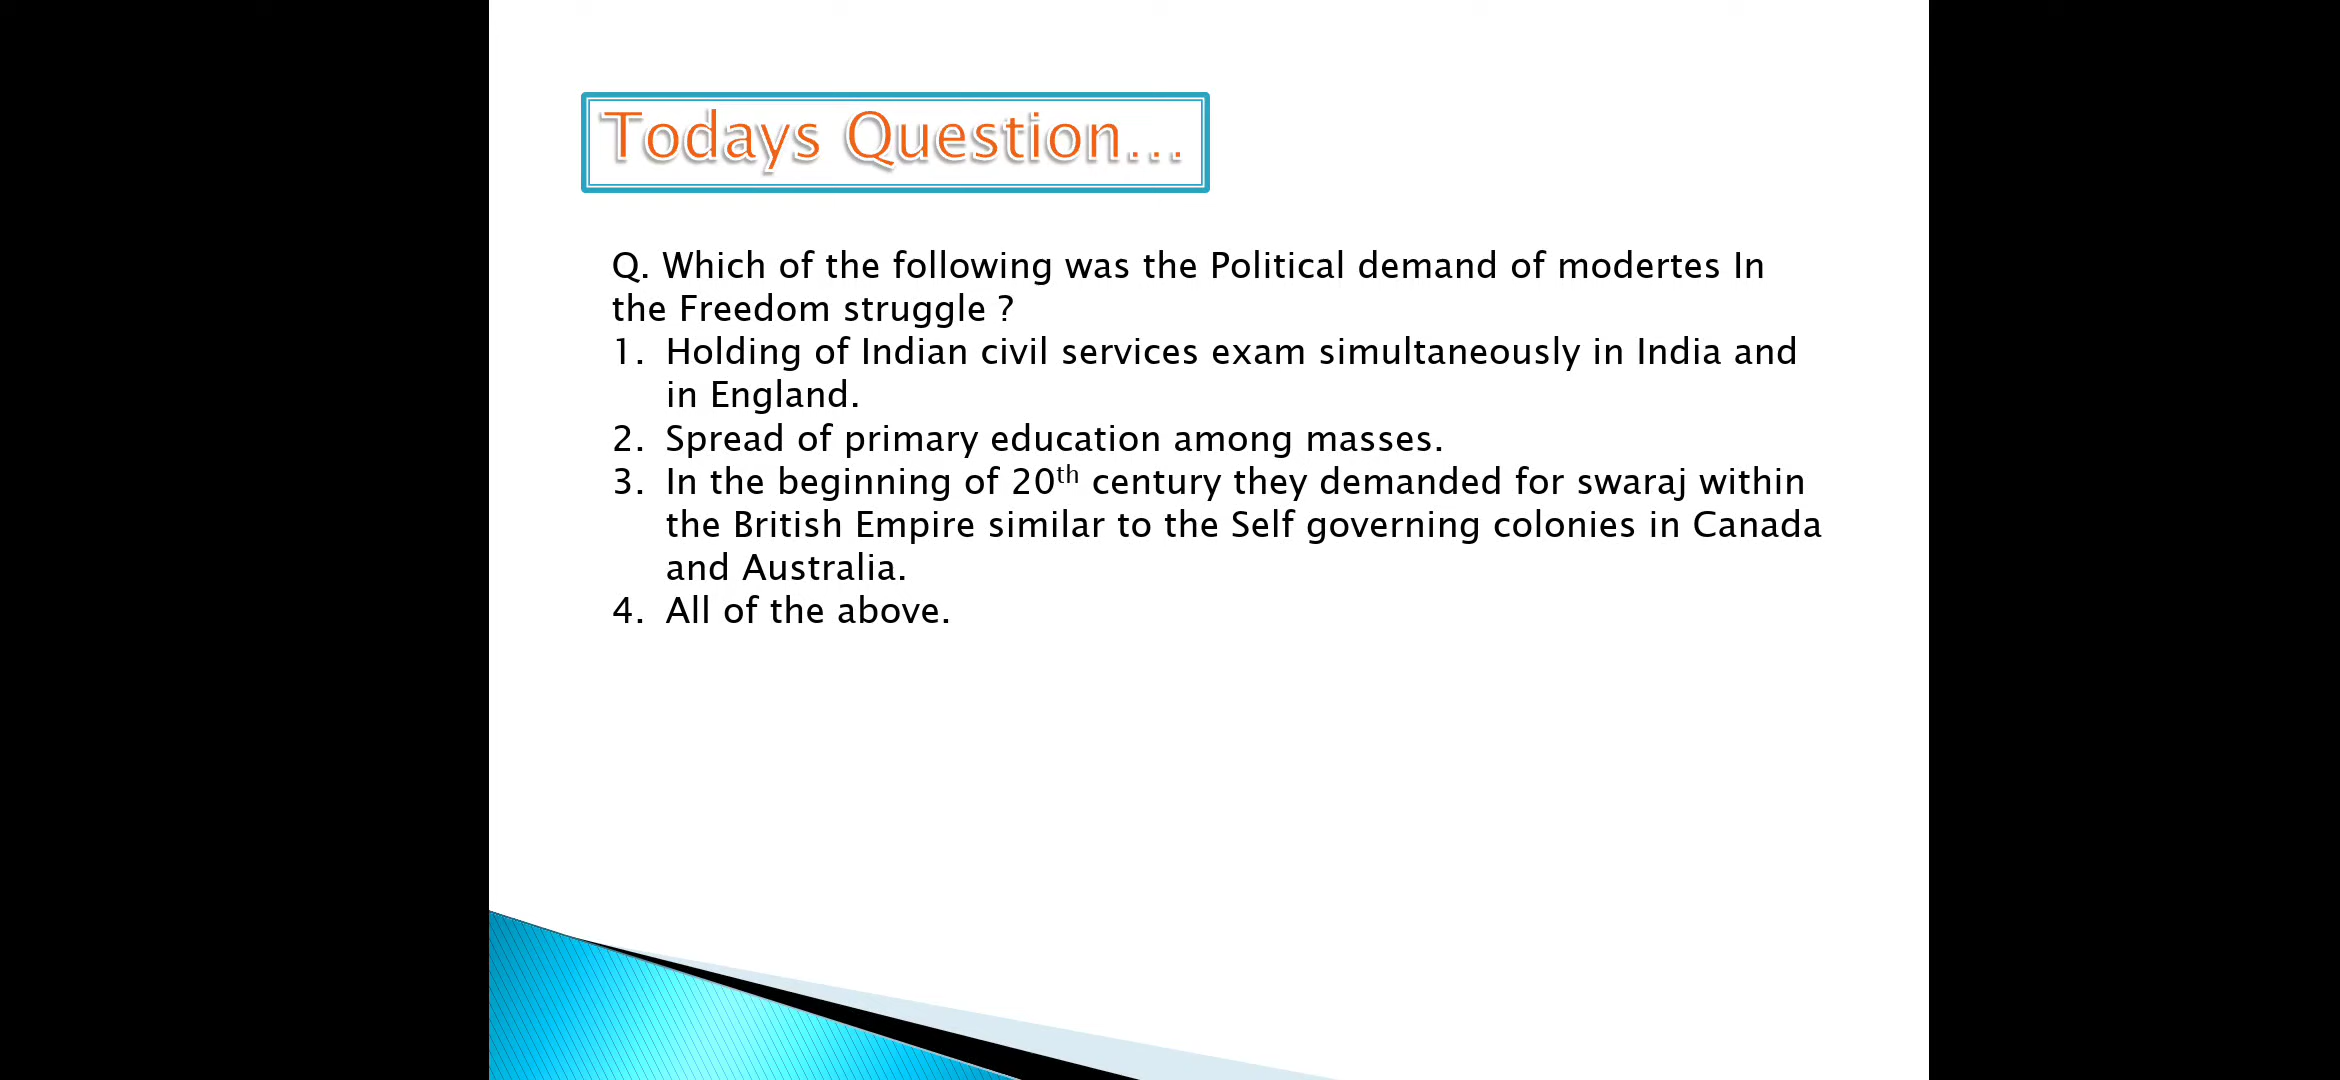 Todays Question...
Q. Which of the following was the Political demand of modertes In
the Freedom struggle ?
1. Holding of Indian civil services exam simultaneously in India and
in England.
2. Spread of primary education among masses.
3. In the beginning of 20th century they demanded for swaraj within
the British Empire similar to the Self governing colonies in Canada
and Australia.
4. All of the above.